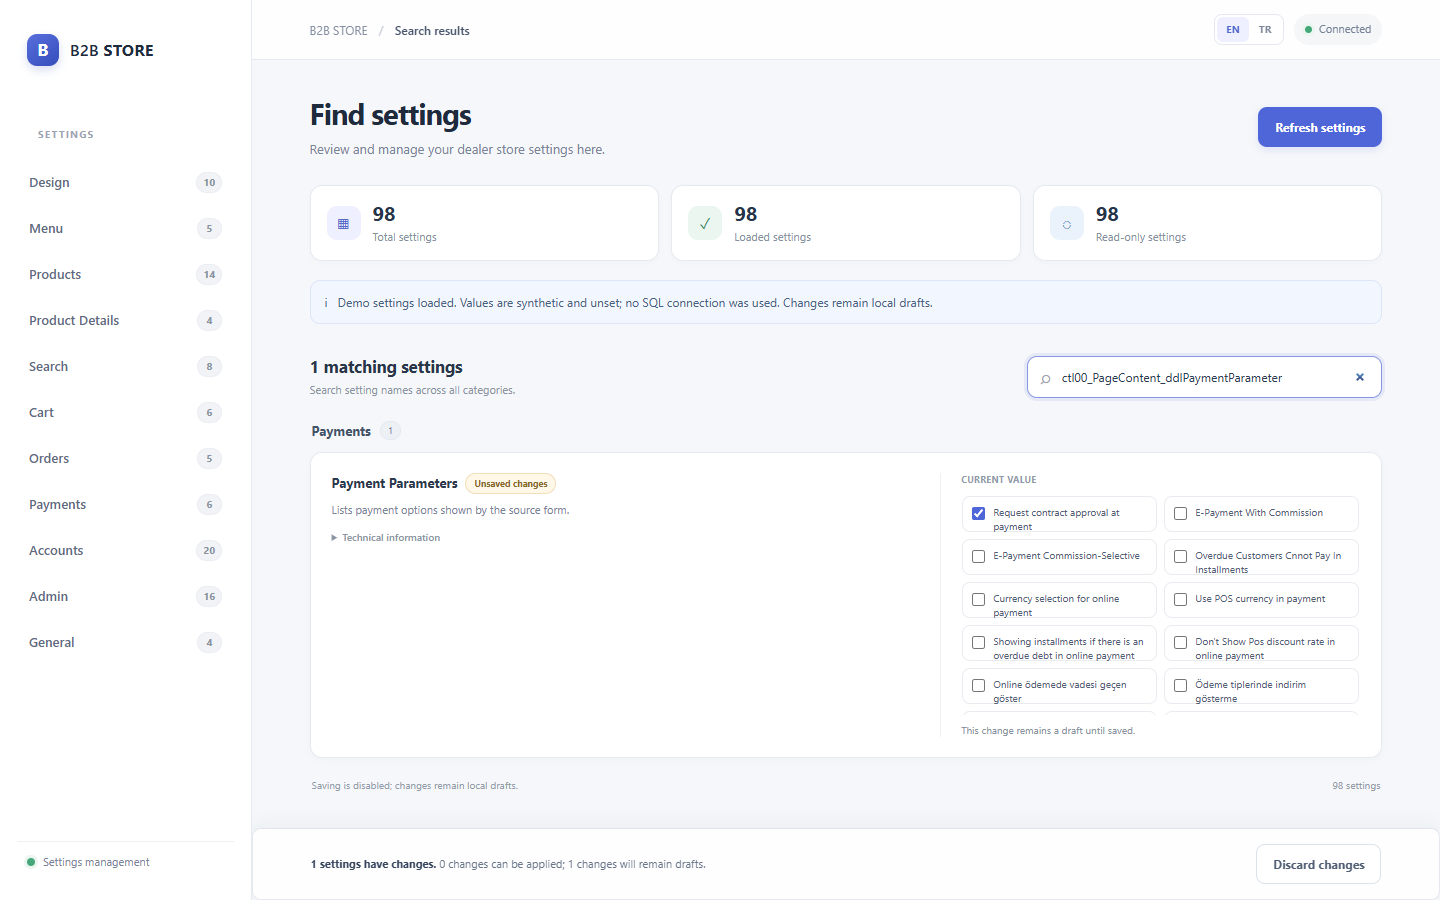 B B2B STORE
SETTINGS
Design 10
Menu 5
Products 14
Product Details 4
Search 8
Cart 6
Orders 5
Payments 6
Accounts 20
Admin 16
General 4
Settings management
B2B STORE / Search results
EN TR Connected
Find settings
Review and manage your dealer store settings here.
Refresh settings
98
Total settings
98
Loaded settings
98
Read-only settings
i Demo settings loaded. Values are synthetic and unset; no SQL connection was used. Changes remain local drafts.
1 matching settings
Search setting names across all categories.
ctl00_PageContent_ddlPaymentParameter
Payments 1
Payment Parameters Unsaved changes
Lists payment options shown by the source form.
Technical information
CURRENT VALUE
Request contract approval at
payment
E-Payment With Commission
E-Payment Commission-Selective
Overdue Customers Cnnot Pay In
Installments
Currency selection for online
payment
Use POS currency in payment
Showing installments if there is an
overdue debt in online payment
Don't Show Pos discount rate in
online payment
Online ödemede vadesi geçen
göster
Ödeme tiplerinde indirim
gösterme
This change remains a draft until saved.
Saving is disabled; changes remain local drafts.
98 settings
1 settings have changes. 0 changes can be applied; 1 changes will remain drafts.
Discard changes